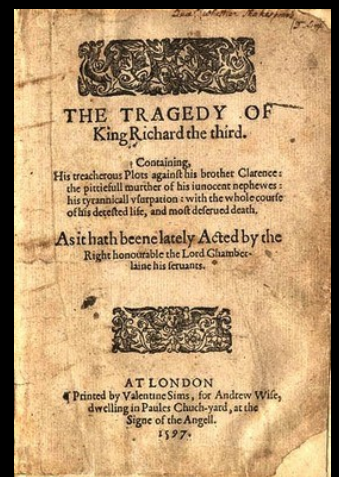 THE TRAGEDY OF
King Richard the third.
Containing,
His treacherous Plots againſt his brother Clarence:
the pittiefull murther of his iunocent nephewes:
his tyrannicall vſurpation: with the whole courſe
of his deteſted life, and moſt deſerued death.
As it hath beene lately Acted by the
Right honourable the Lord Chamber-
laine his ſeruants.
AT LONDON
¶ Printed by Valentine Sims, for Andrew Wiſe,
dwelling in Paules Chuch-yard, at the
Signe of the Angell.
1597.